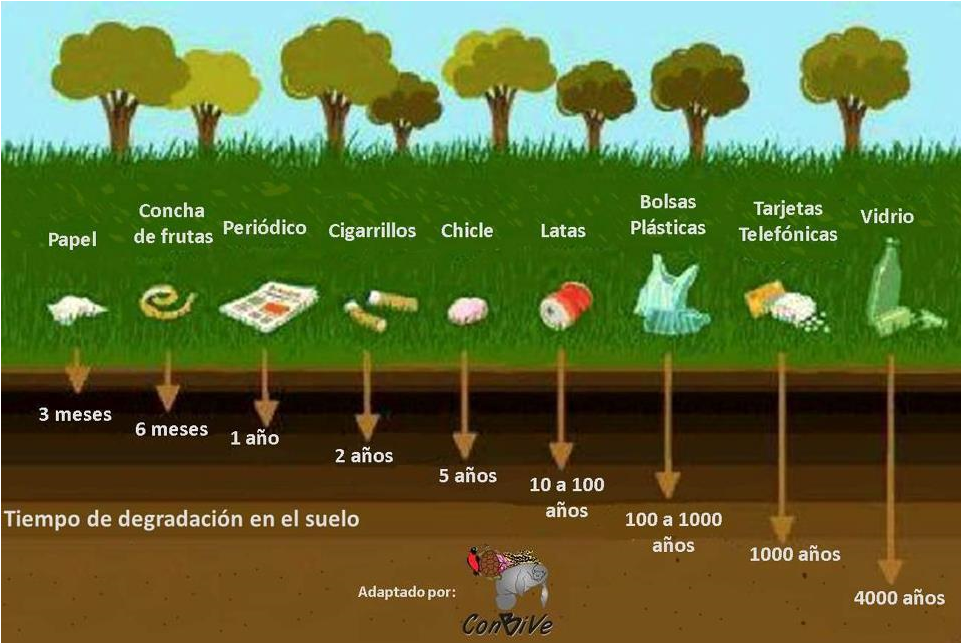 Papel
Concha
de frutas
Periódico
Cigarrillos
Chicle
Latas
Bolsas
Plásticas
Tarjetas
Telefónicas
Vidrio
3 meses
6 meses
1 año
2 años
5 años
10 a 100
años
100 a 1000
años
1000 años
4000 años
Tiempo de degradación en el suelo
Adaptado por:
ConBiVe